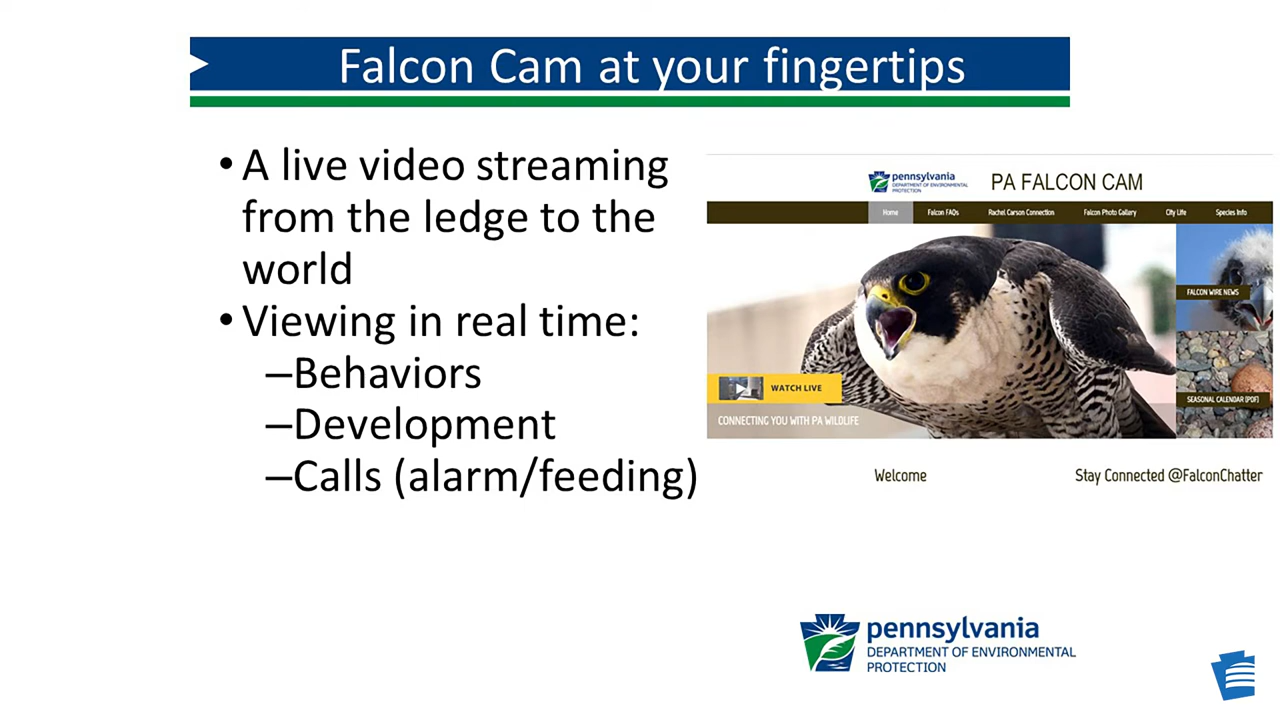 Falcon Cam at your fingertips
• A live video streaming
from the ledge to the
world
• Viewing in real time:
–Behaviors
–Development
–Calls (alarm/feeding)
pennsylvania
DEPARTMENT OF ENVIRONMENTAL
PROTECTION
PA FALCON CAM
Home Falcon FAQs Rachel Carson Connection Falcon Photo Gallery City Life Species Info
FALCON WIRE NEWS
WATCH LIVE
SEASONAL CALENDAR (PDF)
CONNECTING YOU WITH PA WILDLIFE
Welcome
Stay Connected @FalconChatter
pennsylvania
DEPARTMENT OF ENVIRONMENTAL
PROTECTION